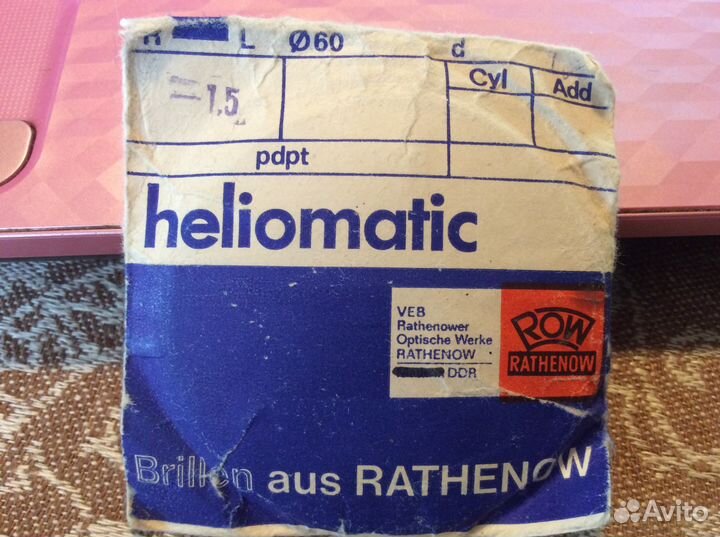 R L Ø60 d
Cyl Add
-1,5
pdpt
heliomatic
VEB
Rathenower
Optische Werke
RATHENOW
DDR
ROW
RATHENOW
Brillen aus RATHENOW
Avito